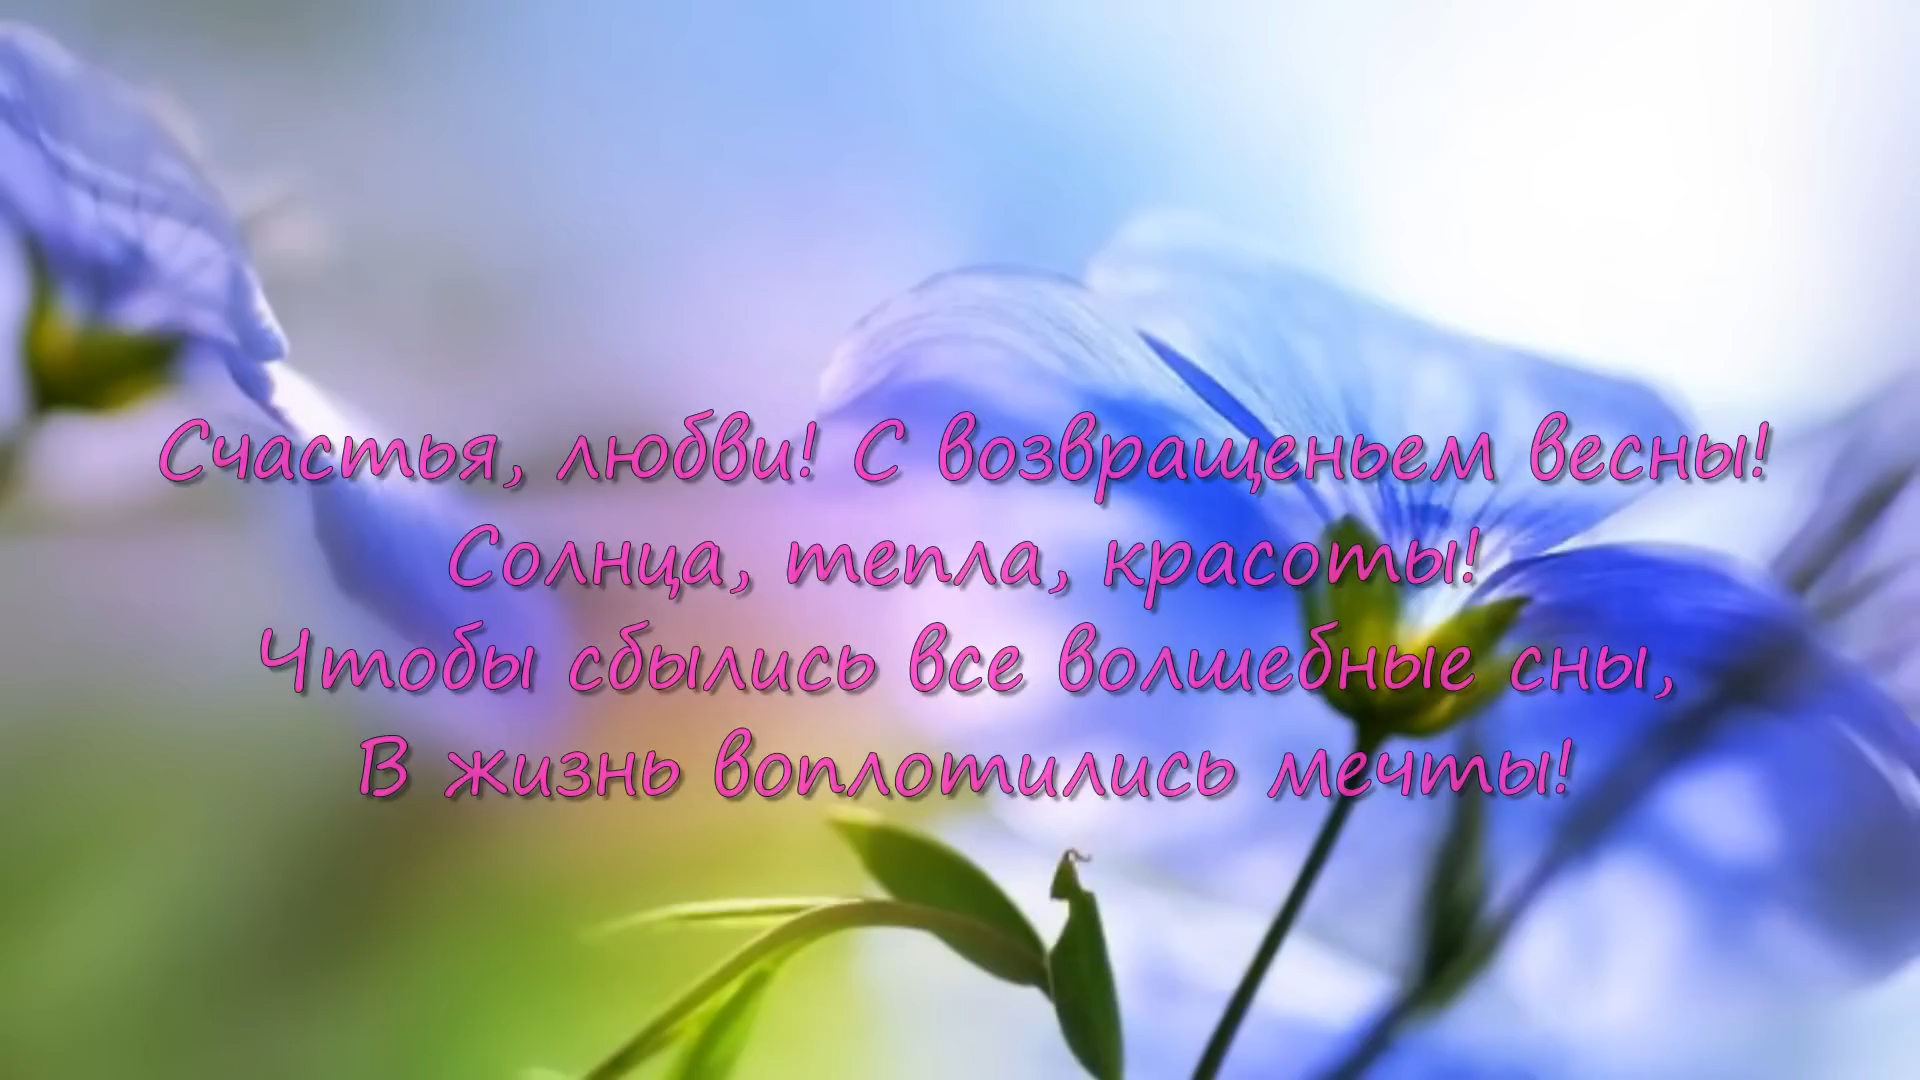 Счастья, любви! С возвращеньем весны!
Солнца, тепла, красоты!
Чтобы сбылись все волшебные сны,
В жизнь воплотились мечты!